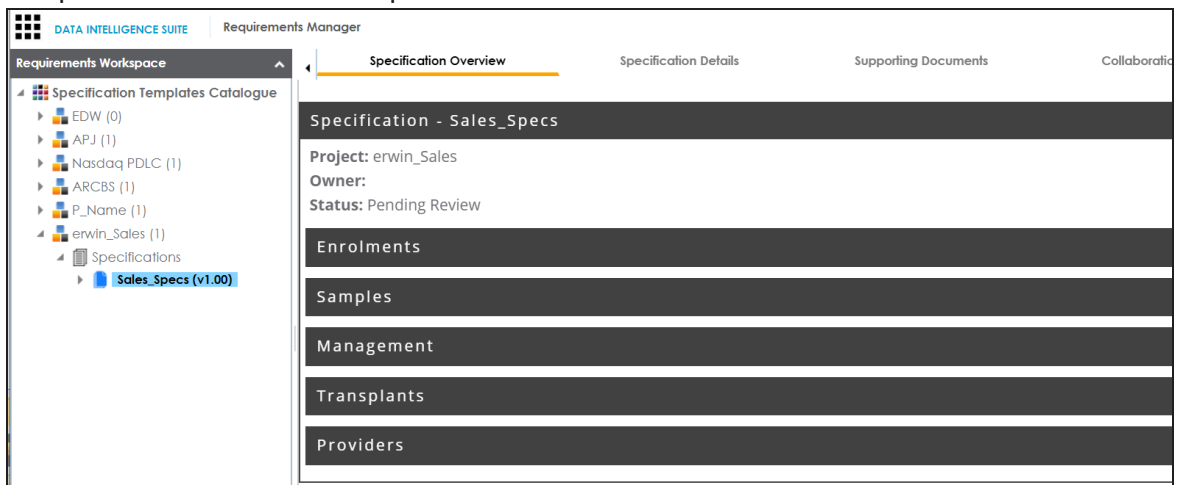 DATA INTELLIGENCE SUITE Requirements Manager
Requirements Workspace
Specification Overview Specification Details Supporting Documents
Specification Templates Catalogue
EDW (0)
APJ (1)
Nasdaq PDLC (1)
ARCBS (1)
P_Name (1)
erwin_Sales (1)
Specifications
Sales_Specs (v1.00)
Specification - Sales_Specs
Project: erwin_Sales
Owner:
Status: Pending Review
Enrolments
Samples
Management
Transplants
Providers